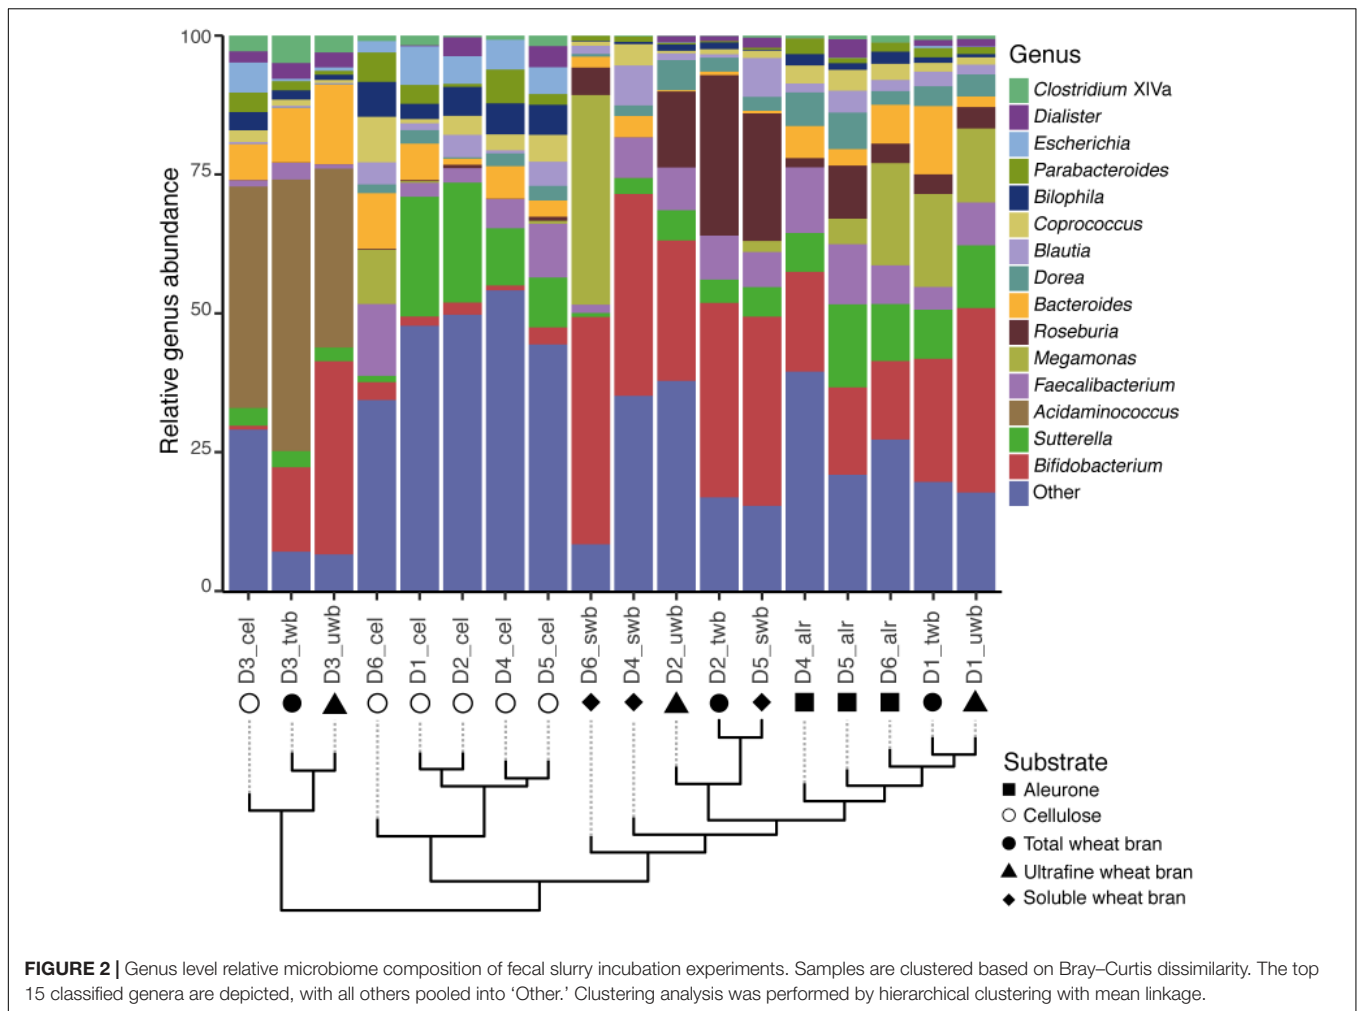 100
75
50
25
0
Relative genus abundance
Genus
Clostridium XIVa
Dialister
Escherichia
Parabacteroides
Bilophila
Coprococcus
Blautia
Dorea
Bacteroides
Roseburia
Megamonas
Faecalibacterium
Acidaminococcus
Sutterella
Bifidobacterium
Other
D3_cel
D3_twb
D3_uwb
D6_cel
D1_cel
D2_cel
D4_cel
D5_cel
D6_swb
D4_swb
D2_uwb
D2_twb
D5_swb
D4_alr
D5_alr
D6_alr
D1_twb
D1_uwb
Substrate
Aleurone
Cellulose
Total wheat bran
Ultrafine wheat bran
Soluble wheat bran
FIGURE 2 | Genus level relative microbiome composition of fecal slurry incubation experiments. Samples are clustered based on Bray–Curtis dissimilarity. The top
15 classified genera are depicted, with all others pooled into ‘Other.’ Clustering analysis was performed by hierarchical clustering with mean linkage.